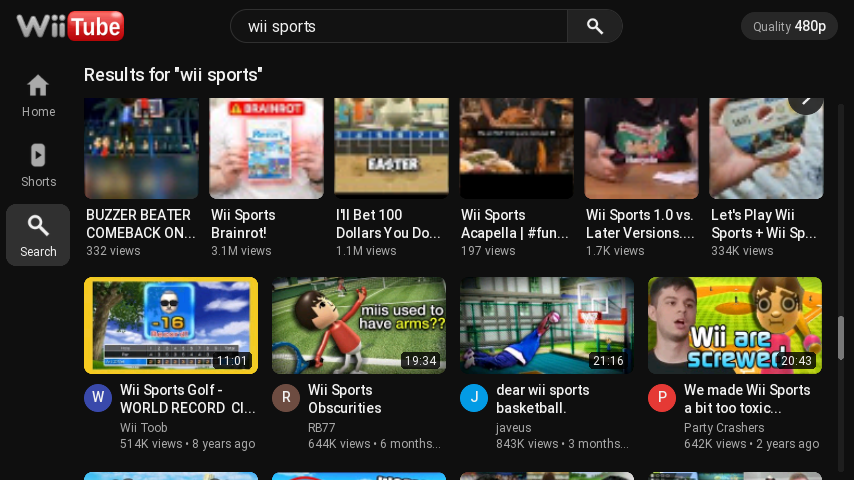 WiiTube
wii sports
Quality 480p
Results for "wii sports"
Home
Shorts
Search
BRAINROT
EASTER
BUZZER BEATER
COMEBACK ON...
332 views
Wii Sports
Brainrot!
3.1M views
I'll Bet 100
Dollars You Do...
1.1M views
Wii Sports
Acapella | #fun...
197 views
Wii Sports 1.0 vs.
Later Versions....
1.7K views
Let's Play Wii
Sports + Wii Sp...
334K views
-16
11:01
miis used to
have arms??
19:34
21:16
Wii are
screwed
20:43
W
Wii Sports Golf -
WORLD RECORD Cl...
Wii Toob
514K views • 8 years ago
R
Wii Sports
Obscurities
RB77
644K views • 6 months...
J
dear wii sports
basketball.
javeus
843K views • 3 months...
P
We made Wii Sports
a bit too toxic...
Party Crashers
642K views • 2 years ago